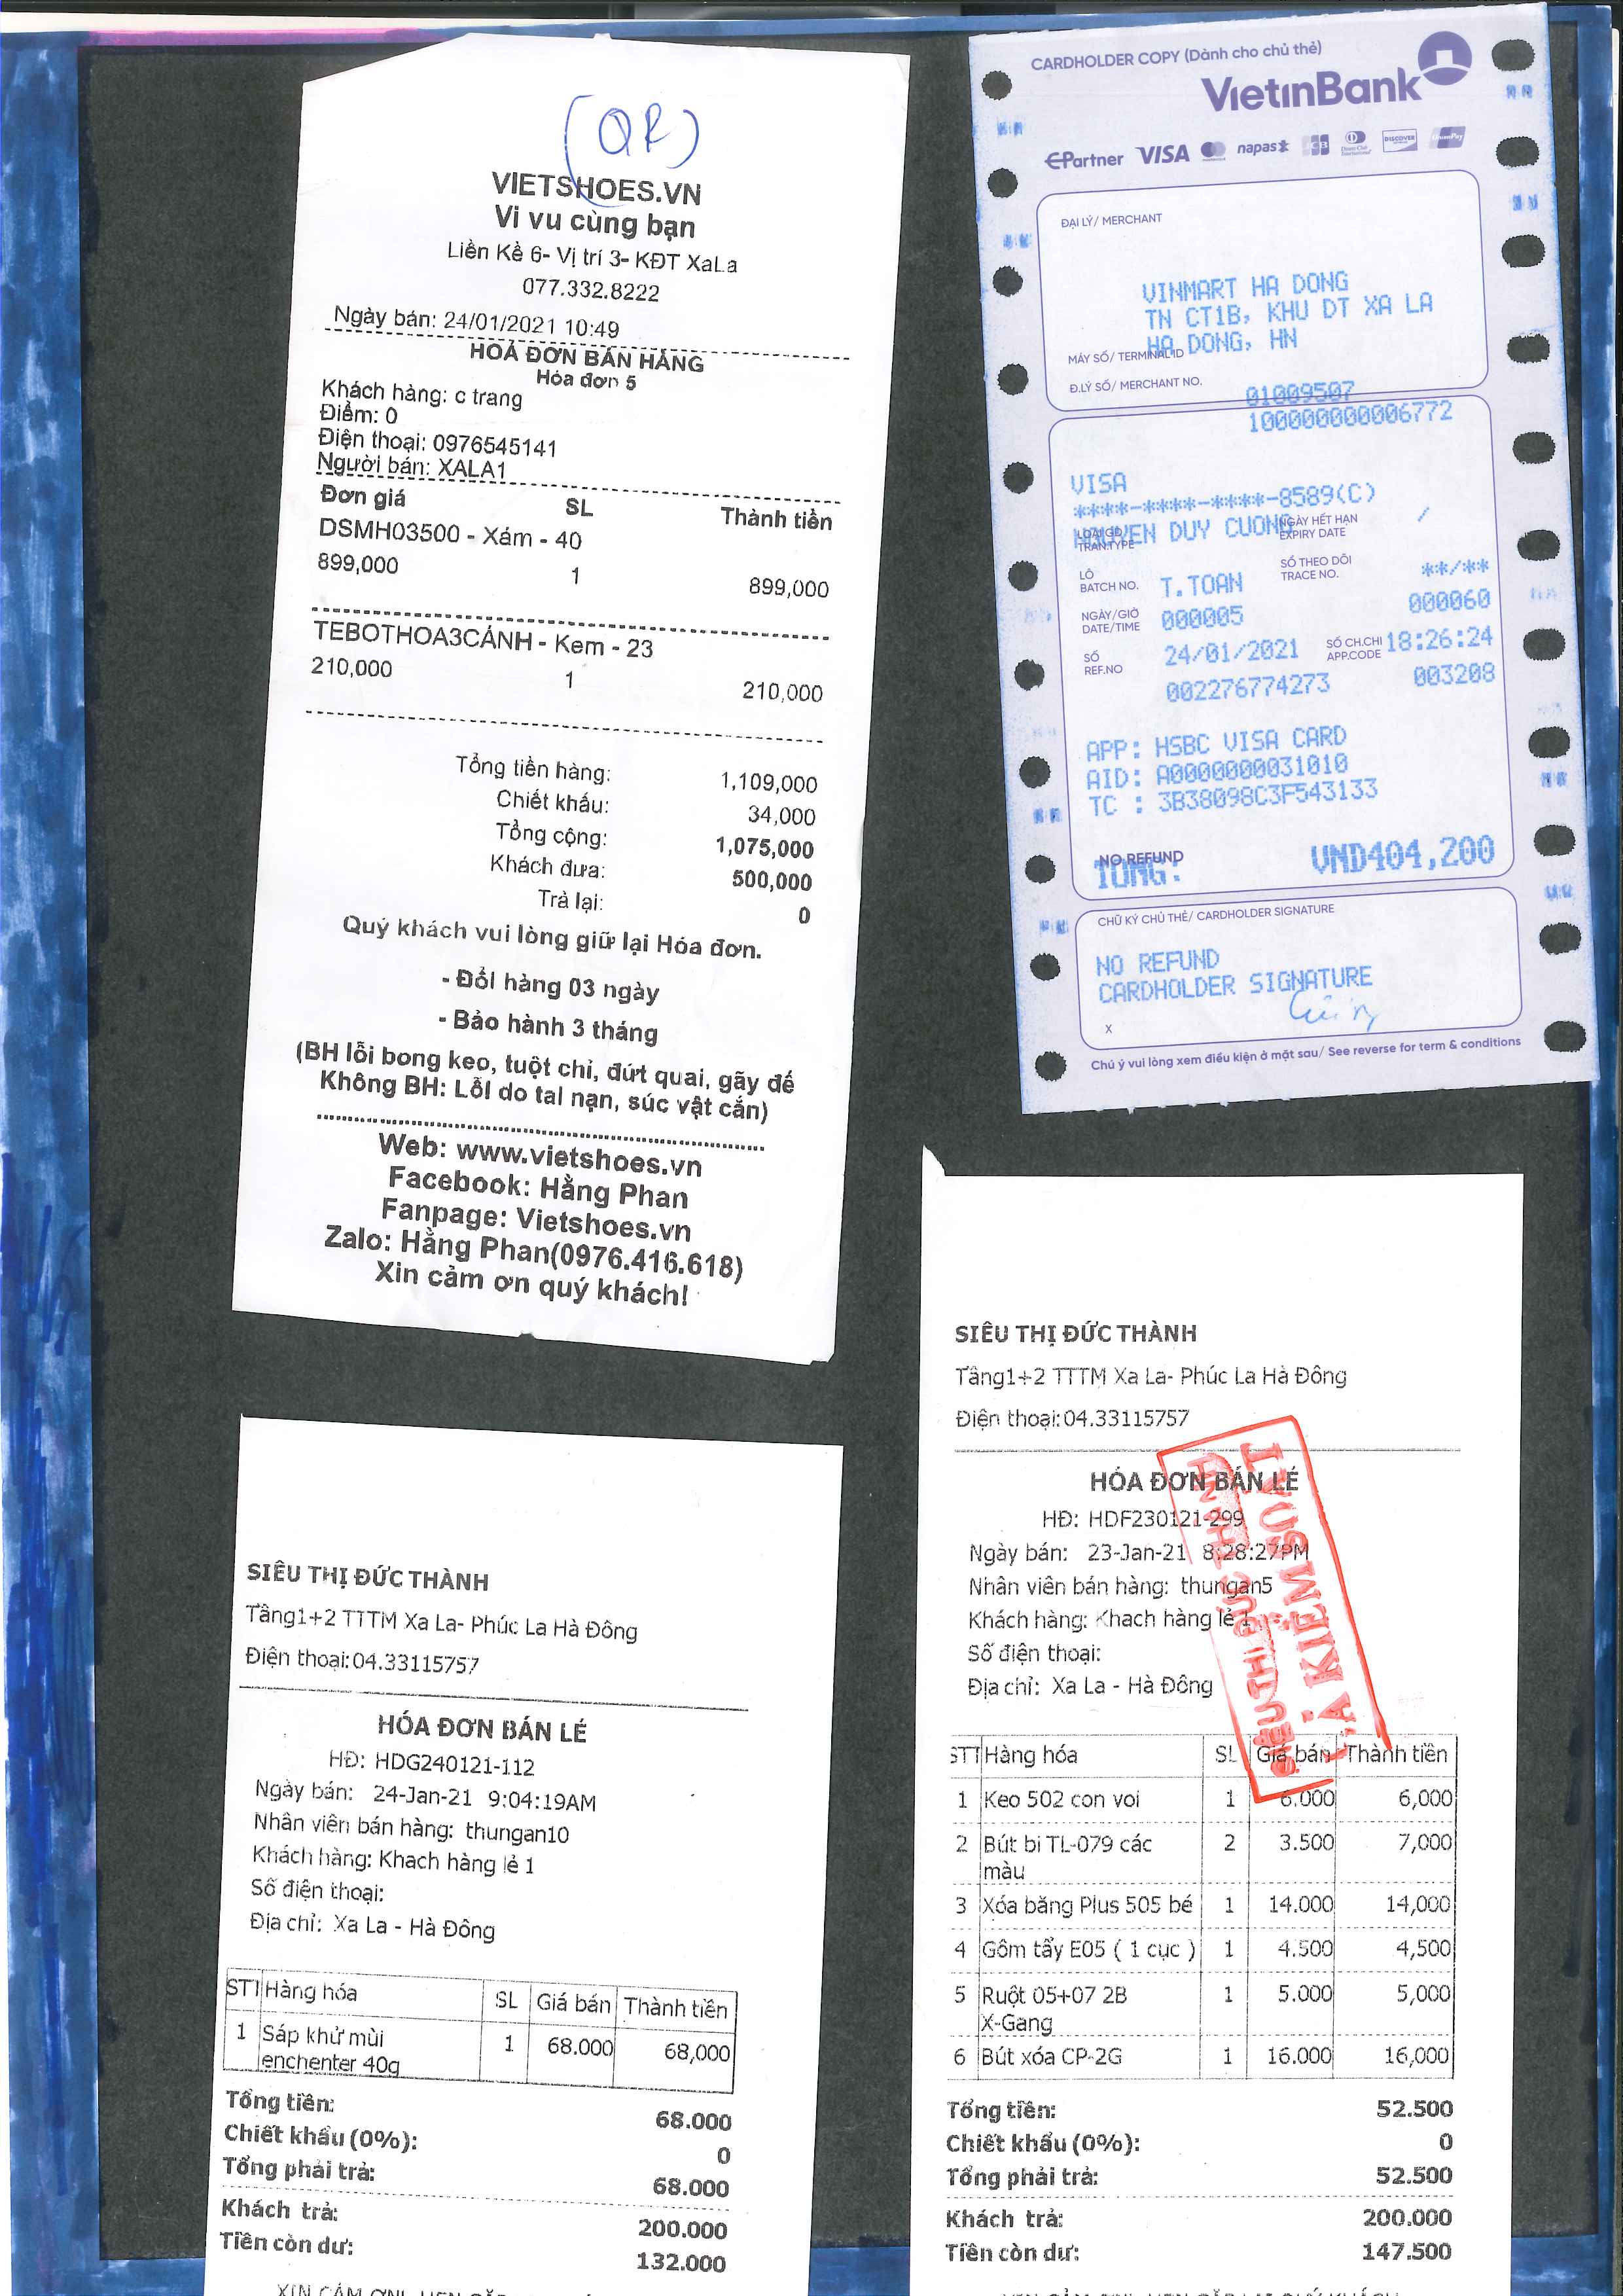 (QR)
VIETSHOES.VN
Vi vu cùng bạn
Liền Kề 6- Vị trí 3- KĐT XaLa
077.332.8222
Ngày bán: 24/01/2021 10:49
HOÁ ĐƠN BÁN HÀNG
Hóa đơn 5
Khách hàng: c trang
Điểm: 0
Điện thoại: 0976545141
Người bán: XALA1
Đơn giá SL Thành tiền
DSMH03500 - Xám - 40
899,000 1 899,000
TEBOTHOA3CÁNH - Kem - 23
210,000 1 210,000
Tổng tiền hàng: 1,109,000
Chiết khấu: 34,000
Tổng cộng: 1,075,000
Khách đưa: 500,000
Trả lại: 0
Quý khách vui lòng giữ lại Hóa đơn.
- Đổi hàng 03 ngày
- Bảo hành 3 tháng
(BH lỗi bong keo, tuột chỉ, đứt quai, gãy đế
Không BH: Lỗi do tai nạn, súc vật cắn)
Web: www.vietshoes.vn
Facebook: Hằng Phan
Fanpage: Vietshoes.vn
Zalo: Hằng Phan(0976.416.618)
Xin cảm ơn quý khách!
CARDHOLDER COPY (Dành cho chủ thẻ)
VietinBank
E-Partner VISA napas JCB Diners Club International DISCOVER UnionPay
ĐẠI LÝ/ MERCHANT
VINMART HA DONG
TN CT1B, KHU DT XA LA
HA DONG, HN
MÁY SỐ/ TERMINAL ID
Đ.LÝ SỐ/ MERCHANT NO.
01009507
100000000006772
VISA
****-****-****-8589(C)
NGUYEN DUY CUONG
LOẠI GD/ TRAN.TYPE
NGÀY HẾT HẠN
EXPIRY DATE
/
LÔ
BATCH NO.
T.TOAN
SỐ THEO DÕI
TRACE NO.
**/**
NGÀY/GIỜ
DATE/TIME
000005 000060
SỐ
REF.NO
24/01/2021
SỐ CH.CHI
APP.CODE
18:26:24
002276774273 003208
APP: HSBC VISA CARD
AID: A0000000031010
TC : 3B38098C3F543133
NO REFUND
TONG: VND404,200
CHỮ KÝ CHỦ THẺ/ CARDHOLDER SIGNATURE
NO REFUND
CARDHOLDER SIGNATURE
X
Chú ý vui lòng xem điều kiện ở mặt sau/ See reverse for term & conditions
SIÊU THỊ ĐỨC THÀNH
Tầng1+2 TTTM Xa La- Phúc La Hà Đông
Điện thoại:04.33115757
HÓA ĐƠN BÁN LẺ
HĐ: HDG240121-112
Ngày bán: 24-Jan-21 9:04:19AM
Nhân viên bán hàng: thungan10
Khách hàng: Khach hàng lẻ 1
Số điện thoại:
Địa chỉ: Xa La - Hà Đông
STT Hàng hóa SL Giá bán Thành tiền
1 Sáp khử mùi 1 68.000 68,000
enchenter 40g
Tổng tiền: 68.000
Chiết khấu (0%): 0
Tổng phải trả: 68.000
Khách trả: 200.000
Tiền còn dư: 132.000
SIÊU THỊ ĐỨC THÀNH
Tầng1+2 TTTM Xa La- Phúc La Hà Đông
Điện thoại:04.33115757
HÓA ĐƠN BÁN LẺ
HĐ: HDF230121-299
Ngày bán: 23-Jan-21 8:28:27PM
Nhân viên bán hàng: thungan5
Khách hàng: Khach hàng lẻ 1
Số điện thoại:
Địa chỉ: Xa La - Hà Đông
SIÊU THỊ ĐỨC THÀNH
KIỂM SOÁT
STT Hàng hóa SL Giá bán Thành tiền
1 Keo 502 con voi 1 6.000 6,000
2 Bút bi TL-079 các 2 3.500 7,000
màu
3 Xóa băng Plus 505 bé 1 14.000 14,000
4 Gôm tẩy E05 ( 1 cục ) 1 4.500 4,500
5 Ruột 05+07 2B 1 5.000 5,000
X-Gang
6 Bút xóa CP-2G 1 16.000 16,000
Tổng tiền: 52.500
Chiết khấu (0%): 0
Tổng phải trả: 52.500
Khách trả: 200.000
Tiền còn dư: 147.500